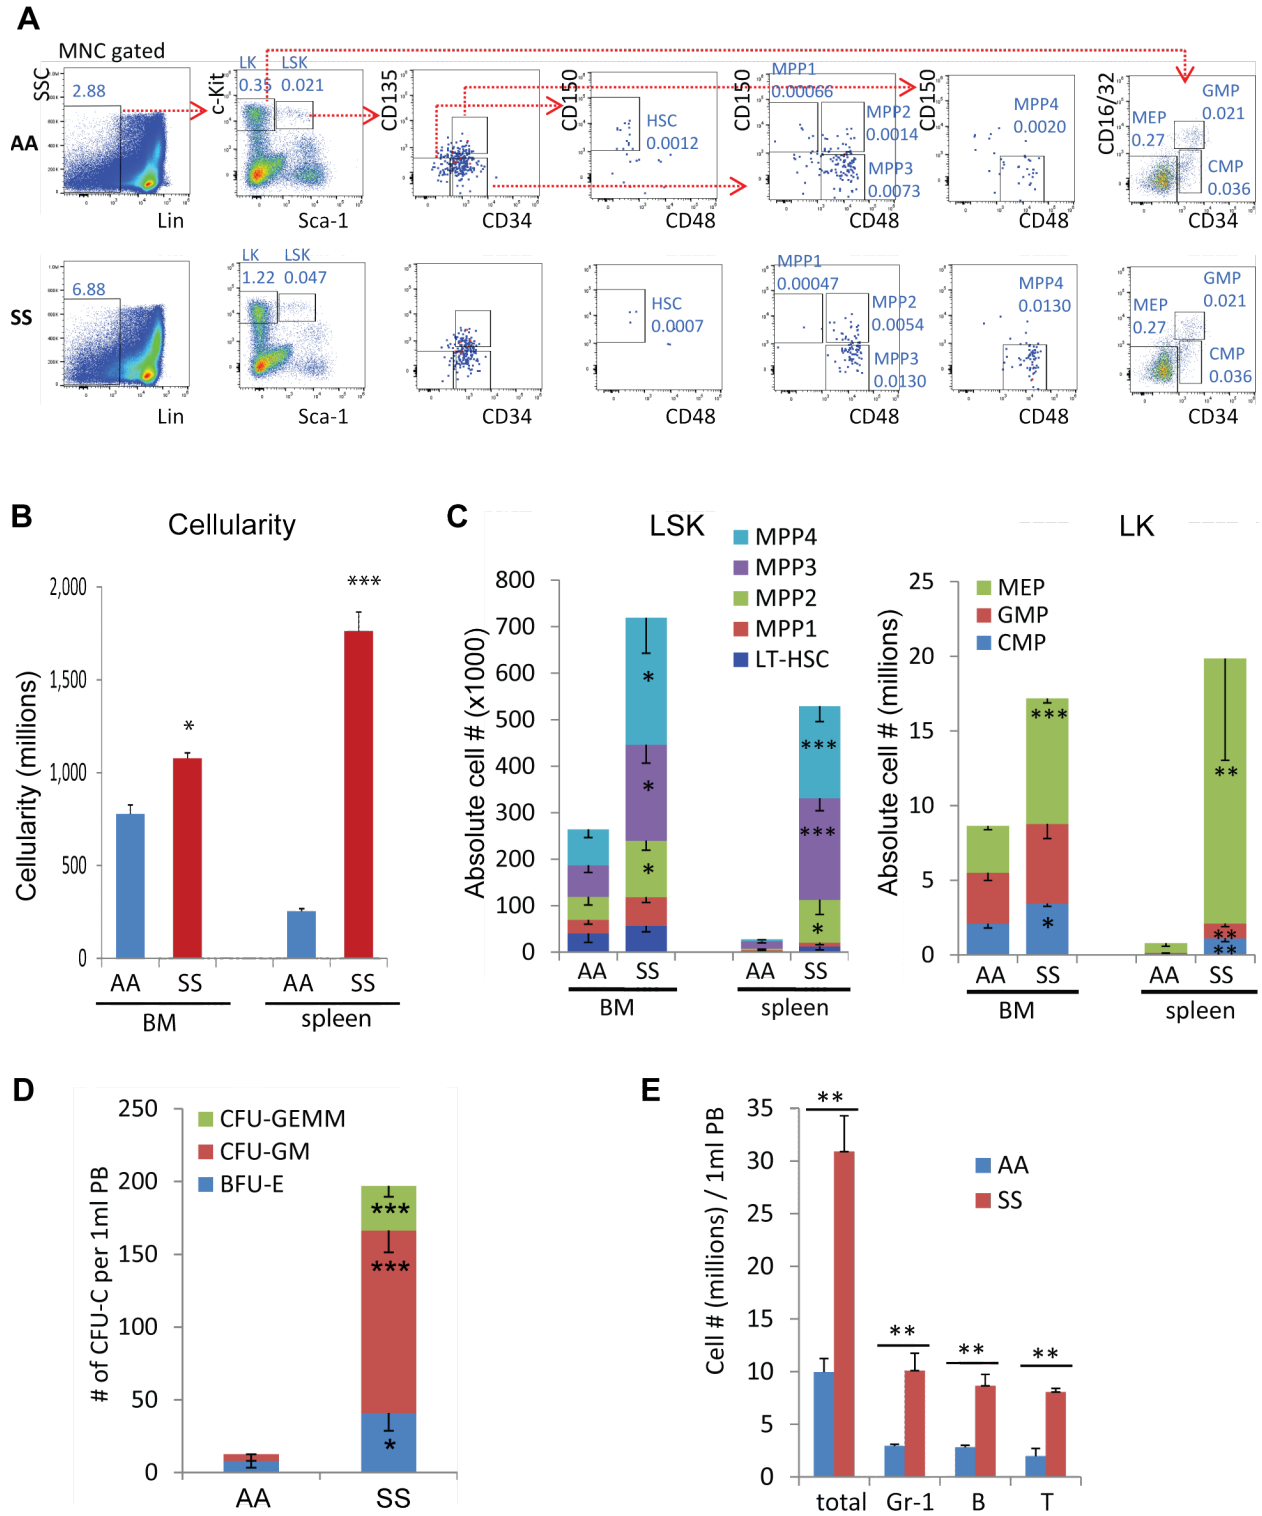 A
MNC gated
SSC
2.88
AA
Lin
c-Kit
LK
0.35
LSK
0.021
Sca-1
CD135
CD34
CD150
HSC
0.0012
CD48
CD150
MPP1
0.00066
MPP2
0.0014
MPP3
0.0073
CD48
CD150
MPP4
0.0020
CD48
CD16/32
GMP
0.021
MEP
0.27
CMP
0.036
CD34
SS
6.88
Lin
LK
1.22
LSK
0.047
Sca-1
CD34
HSC
0.0007
CD48
MPP1
0.00047
MPP2
0.0054
MPP3
0.0130
CD48
MPP4
0.0130
CD48
GMP
0.021
MEP
0.27
CMP
0.036
CD34
B
Cellularity
Cellularity (millions)
2,000
1,500
1,000
500
0
*
***
AA
SS
AA
SS
BM
spleen
C
LSK
MPP4
MPP3
MPP2
MPP1
LT-HSC
Absolute cell # (x1000)
800
700
600
500
400
300
200
100
0
*
*
*
***
***
*
AA
SS
AA
SS
BM
spleen
LK
MEP
GMP
CMP
Absolute cell # (millions)
25
20
15
10
5
0
***
*
**
**
**
AA
SS
AA
SS
BM
spleen
D
CFU-GEMM
CFU-GM
BFU-E
# of CFU-C per 1ml PB
250
200
150
100
50
0
***
***
*
AA
SS
E
Cell # (millions) / 1ml PB
35
30
25
20
15
10
5
0
AA
SS
**
**
**
**
total
Gr-1
B
T